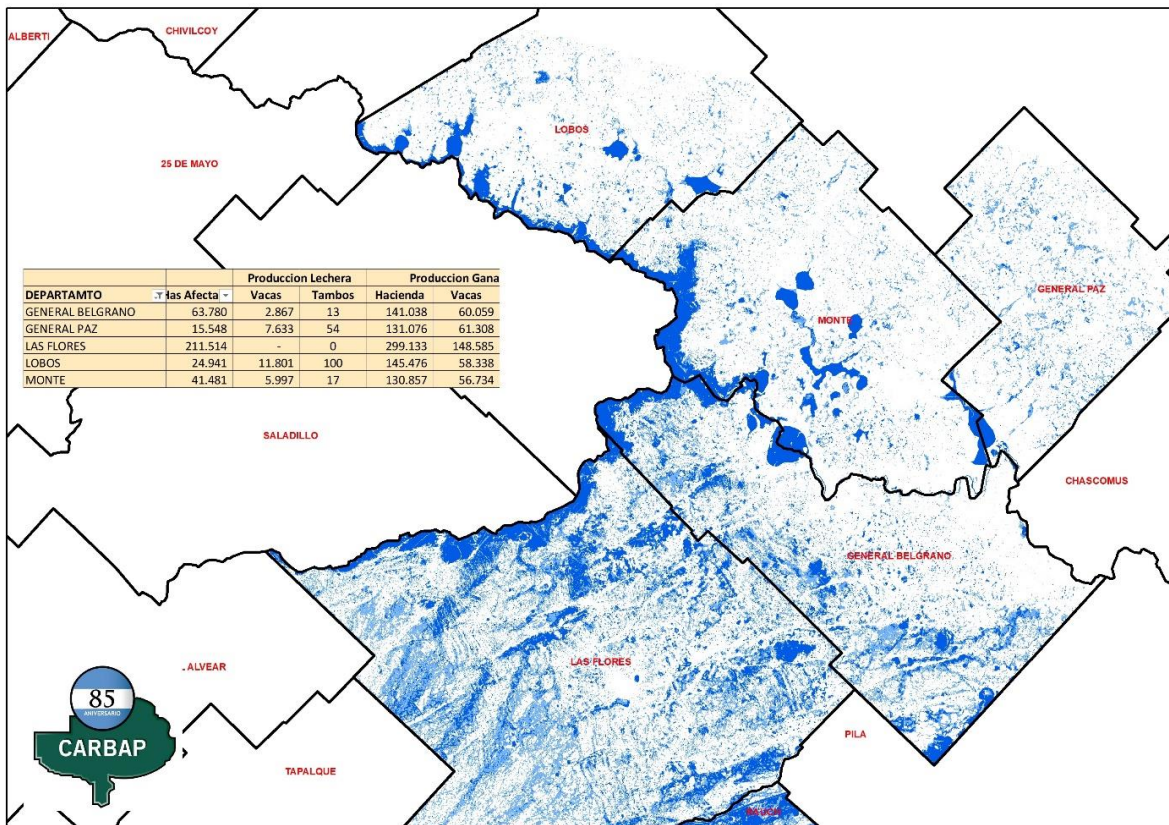 ALBERTI
CHIVILCOY
LOBOS
25 DE MAYO
GENERAL PAZ
MONTE
Produccion Lechera Produccion Gana
DEPARTAMTO Has Afecta Vacas Tambos Hacienda Vacas
GENERAL BELGRANO 63.780 2.867 13 141.038 60.059
GENERAL PAZ 15.548 7.633 54 131.076 61.308
LAS FLORES 211.514 - 0 299.133 148.585
LOBOS 24.941 11.801 100 145.476 58.338
MONTE 41.481 5.997 17 130.857 56.734
SALADILLO
CHASCOMUS
GENERAL BELGRANO
LAS FLORES
. ALVEAR
PILA
TAPALQUE
85
ANIVERSARIO
CARBAP